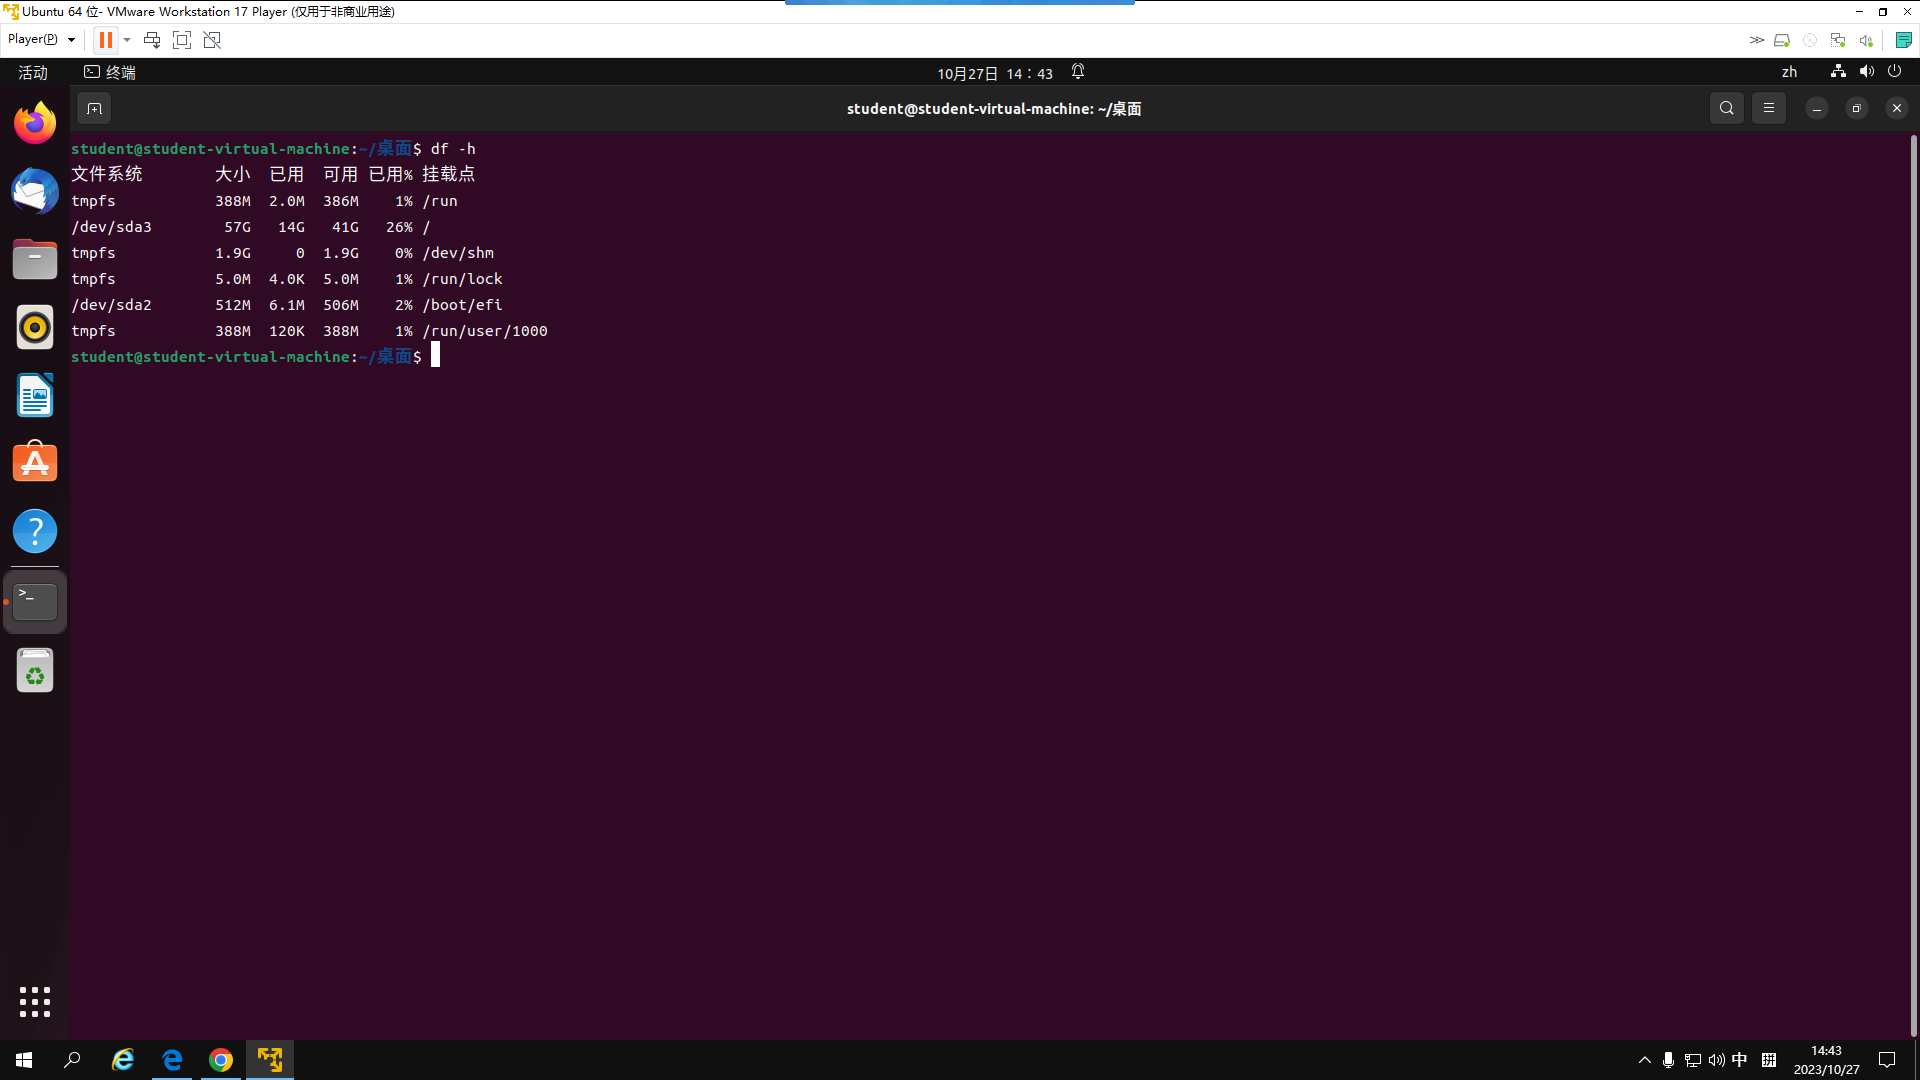 Ubuntu 64 位- VMware Workstation 17 Player (仅用于非商业用途)
Player(P)
活动 终端 10月27日 14：43 zh
student@student-virtual-machine: ~/桌面
student@student-virtual-machine:~/桌面$ df -h
文件系统 大小 已用 可用 已用% 挂载点
tmpfs 388M 2.0M 386M 1% /run
/dev/sda3 57G 14G 41G 26% /
tmpfs 1.9G 0 1.9G 0% /dev/shm
tmpfs 5.0M 4.0K 5.0M 1% /run/lock
/dev/sda2 512M 6.1M 506M 2% /boot/efi
tmpfs 388M 120K 388M 1% /run/user/1000
student@student-virtual-machine:~/桌面$
中 拼 14:43
2023/10/27